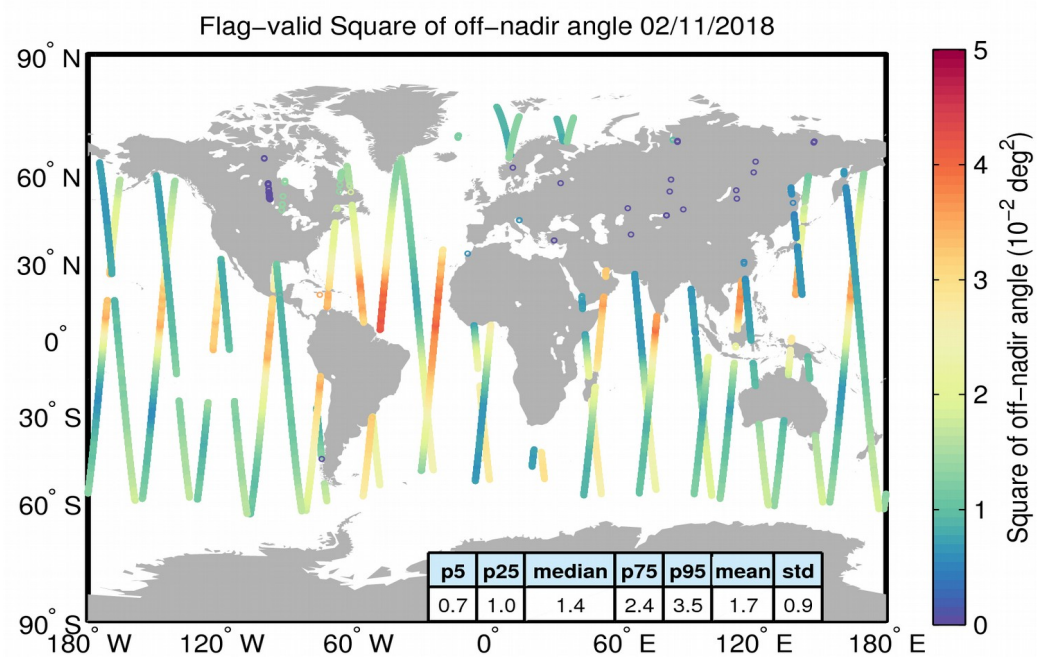 Flag−valid Square of off−nadir angle 02/11/2018
90° N
60° N
30° N
0°
30° S
60° S
90° S
180° W
120° W
60° W
0°
60° E
120° E
180° E
p5 p25 median p75 p95 mean std
0.7 1.0 1.4 2.4 3.5 1.7 0.9
5
4
3
2
1
0
Square of off−nadir angle (10⁻² deg²)